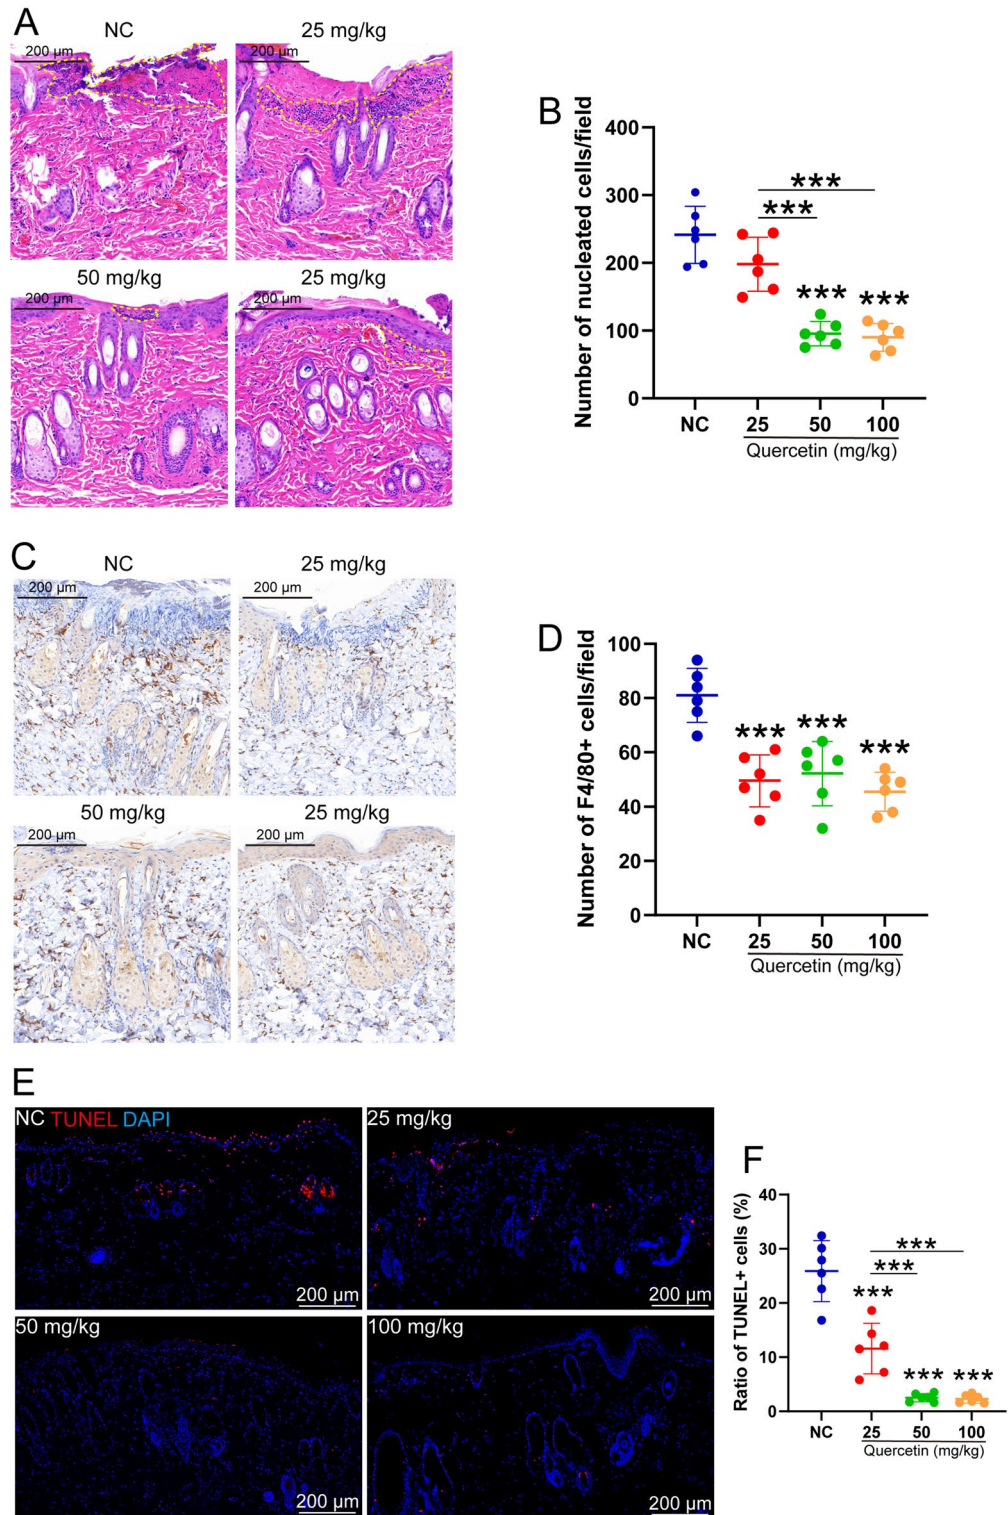 A
NC
25 mg/kg
200 μm
200 μm
50 mg/kg
25 mg/kg
200 μm
200 μm
B
Number of nucleated cells/field
400
300
200
100
0
***
***
***
***
NC
25
50
100
Quercetin (mg/kg)
C
NC
25 mg/kg
200 μm
200 μm
50 mg/kg
25 mg/kg
200 μm
200 μm
D
Number of F4/80+ cells/field
100
80
60
40
20
0
***
***
***
NC
25
50
100
Quercetin (mg/kg)
E
NC TUNEL DAPI
25 mg/kg
200 μm
200 μm
50 mg/kg
100 mg/kg
200 μm
200 μm
F
Ratio of TUNEL+ cells (%)
40
30
20
10
0
***
***
***
***
***
NC
25
50
100
Quercetin (mg/kg)